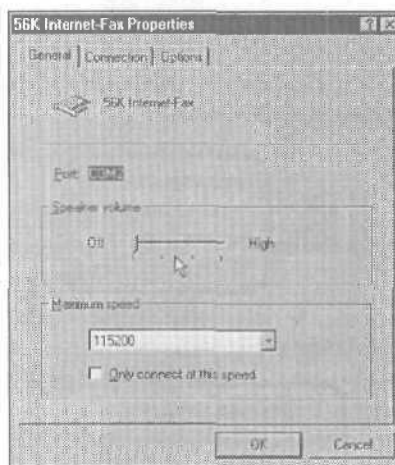 56K Internet-Fax Properties
General Connection Options
56K Internet-Fax
Port:
Speaker volume
Off High
Maximum speed
115200
Only connect at this speed
OK Cancel